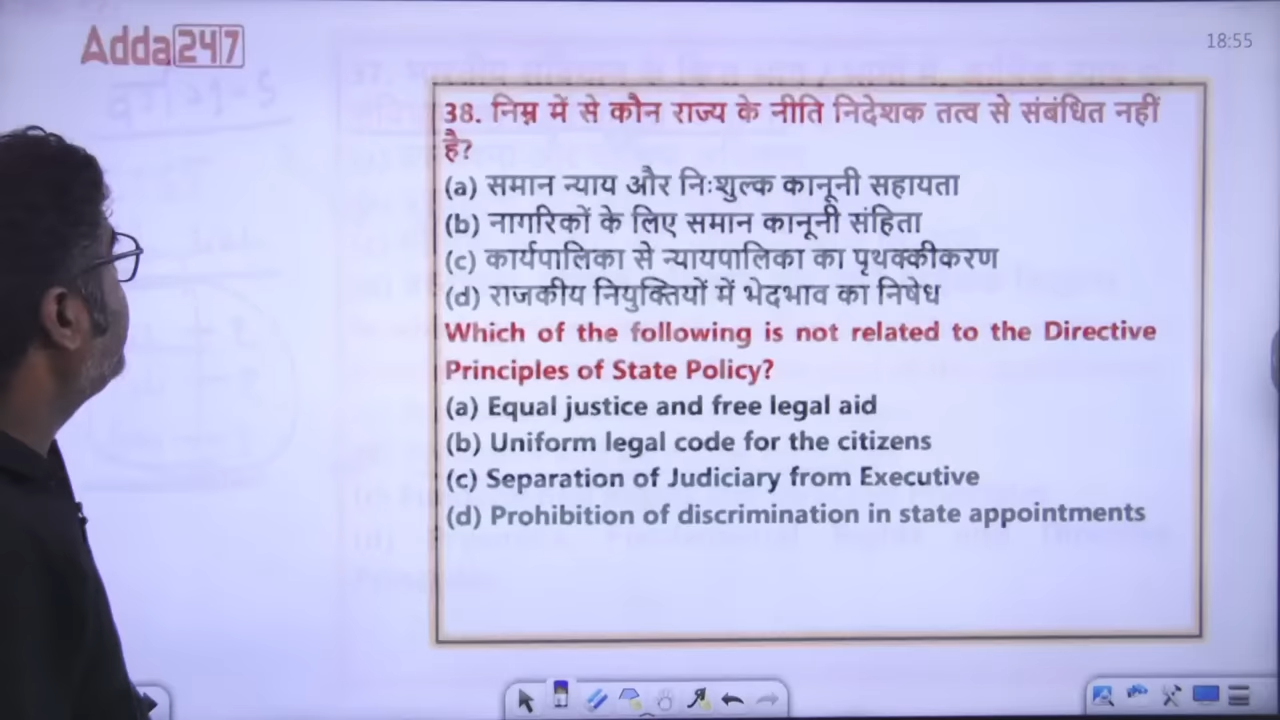 Adda247
18:55
38. निम्न में से कौन राज्य के नीति निदेशक तत्व से संबंधित नहीं
है?
(a) समान न्याय और निःशुल्क कानूनी सहायता
(b) नागरिकों के लिए समान कानूनी संहिता
(c) कार्यपालिका से न्यायपालिका का पृथक्कीकरण
(d) राजकीय नियुक्तियों में भेदभाव का निषेध
Which of the following is not related to the Directive
Principles of State Policy?
(a) Equal justice and free legal aid
(b) Uniform legal code for the citizens
(c) Separation of Judiciary from Executive
(d) Prohibition of discrimination in state appointments